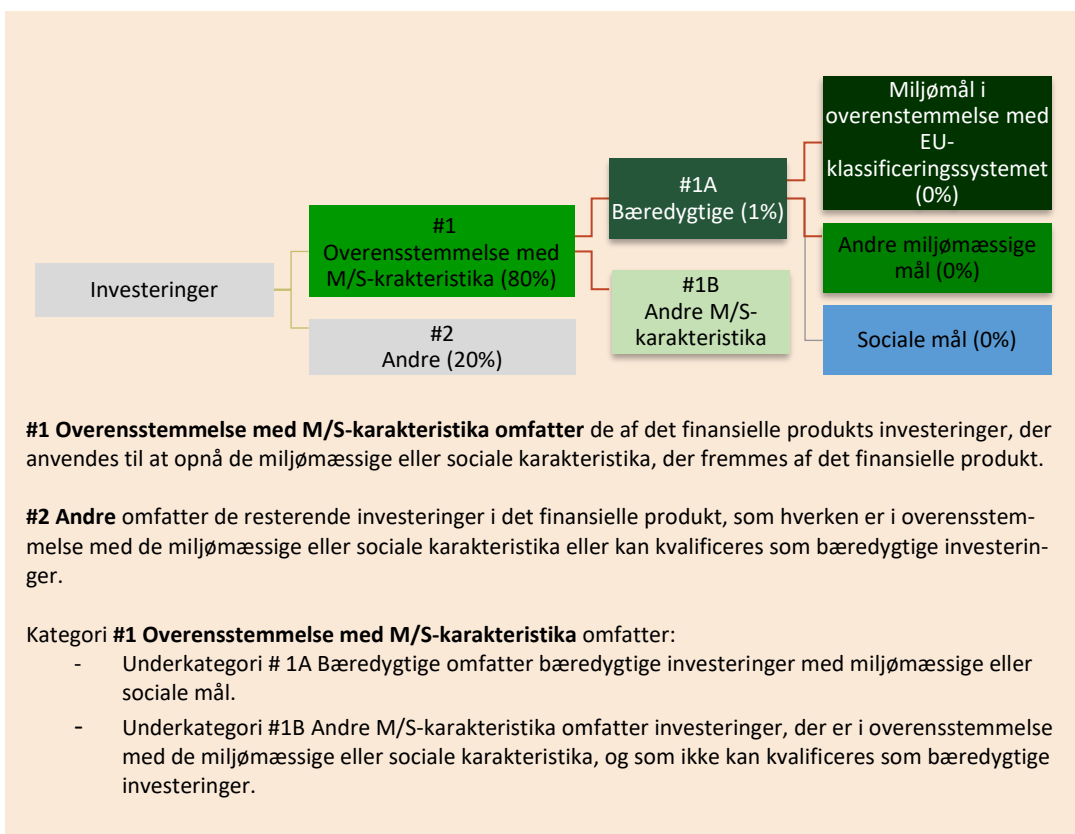 Investeringer
#1
Overensstemmelse med
M/S-krakteristika (80%)
#2
Andre (20%)
#1A
Bæredygtige (1%)
#1B
Andre M/S-
karakteristika
Miljømål i
overenstemmelse med
EU-
klassificeringssystemet
(0%)
Andre miljømæssige
mål (0%)
Sociale mål (0%)
#1 Overensstemmelse med M/S-karakteristika omfatter de af det finansielle produkts investeringer, der
anvendes til at opnå de miljømæssige eller sociale karakteristika, der fremmes af det finansielle produkt.
#2 Andre omfatter de resterende investeringer i det finansielle produkt, som hverken er i overensstem-
melse med de miljømæssige eller sociale karakteristika eller kan kvalificeres som bæredygtige investerin-
ger.
Kategori #1 Overensstemmelse med M/S-karakteristika omfatter:
- Underkategori # 1A Bæredygtige omfatter bæredygtige investeringer med miljømæssige eller
sociale mål.
- Underkategori #1B Andre M/S-karakteristika omfatter investeringer, der er i overensstemmelse
med de miljømæssige eller sociale karakteristika, og som ikke kan kvalificeres som bæredygtige
investeringer.